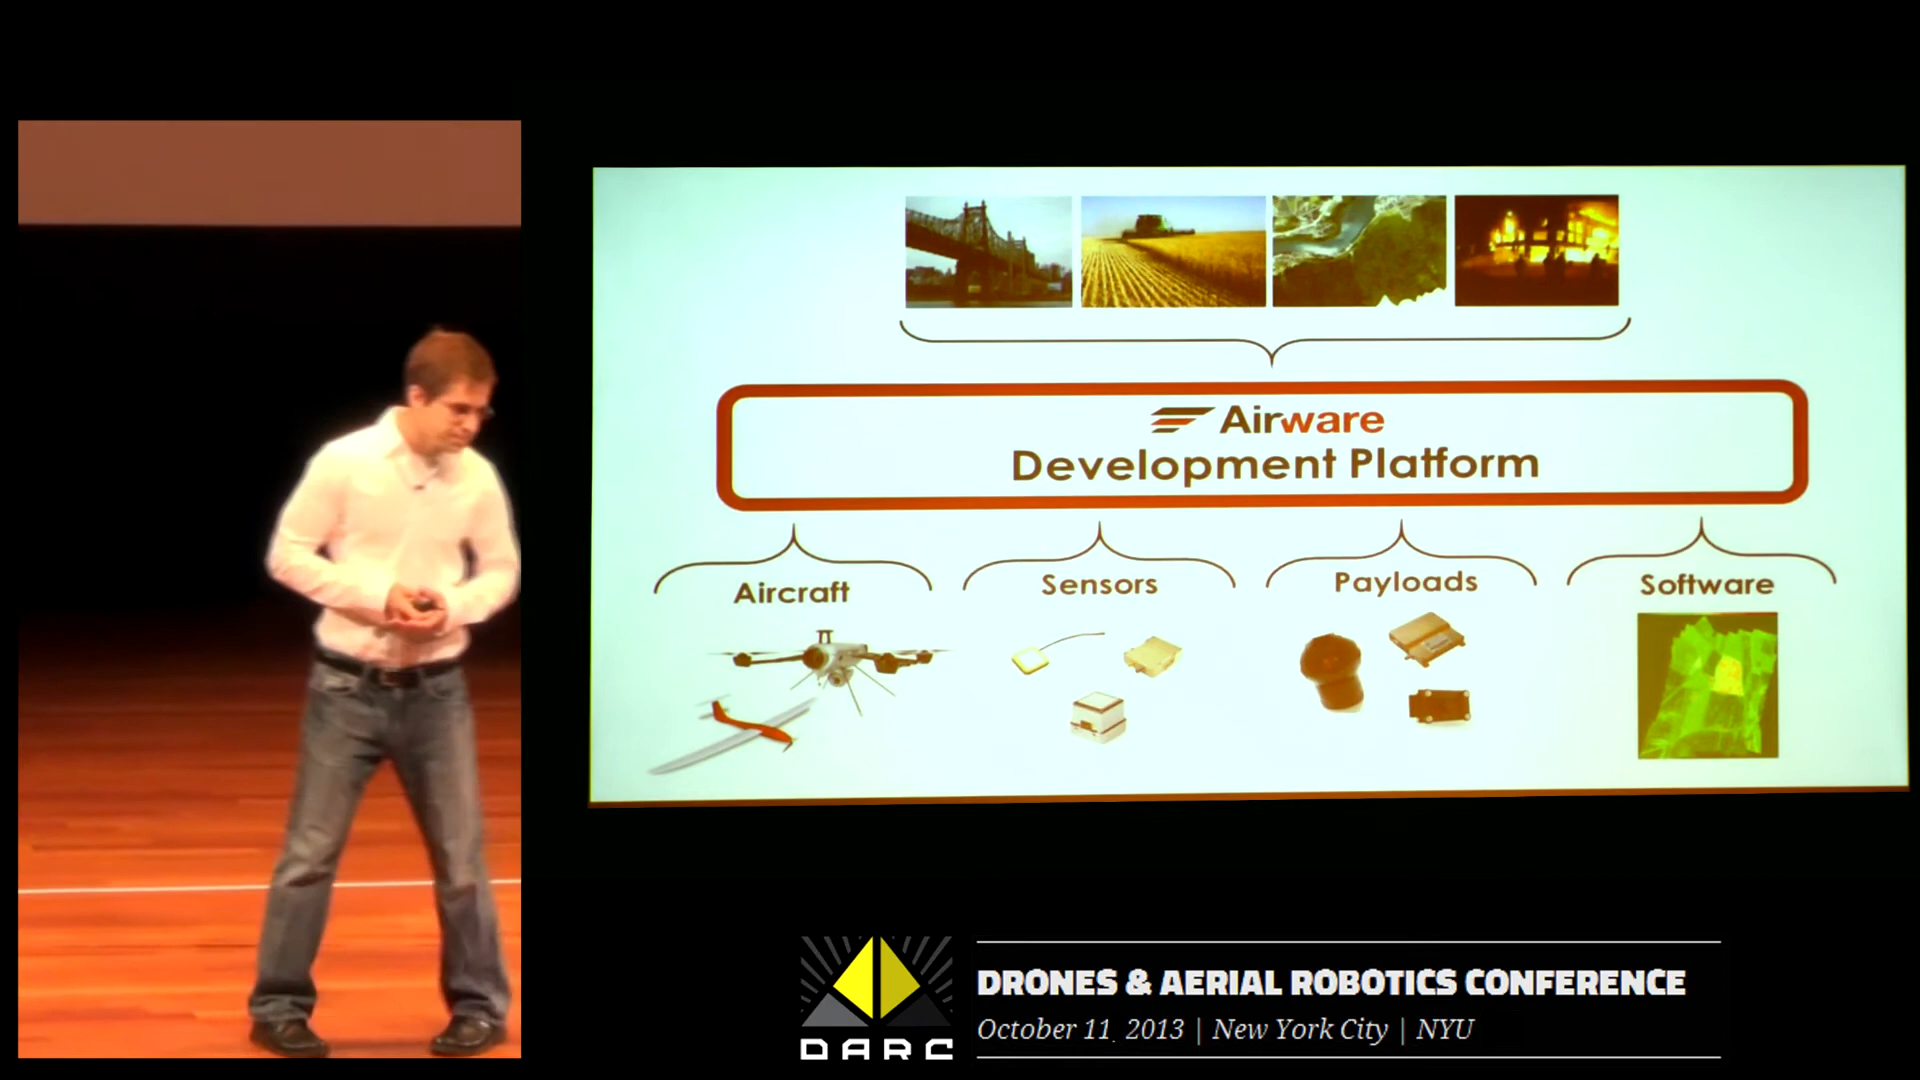 Airware
Development Platform
Aircraft
Sensors
Payloads
Software
DARC
DRONES & AERIAL ROBOTICS CONFERENCE
October 11, 2013 | New York City | NYU